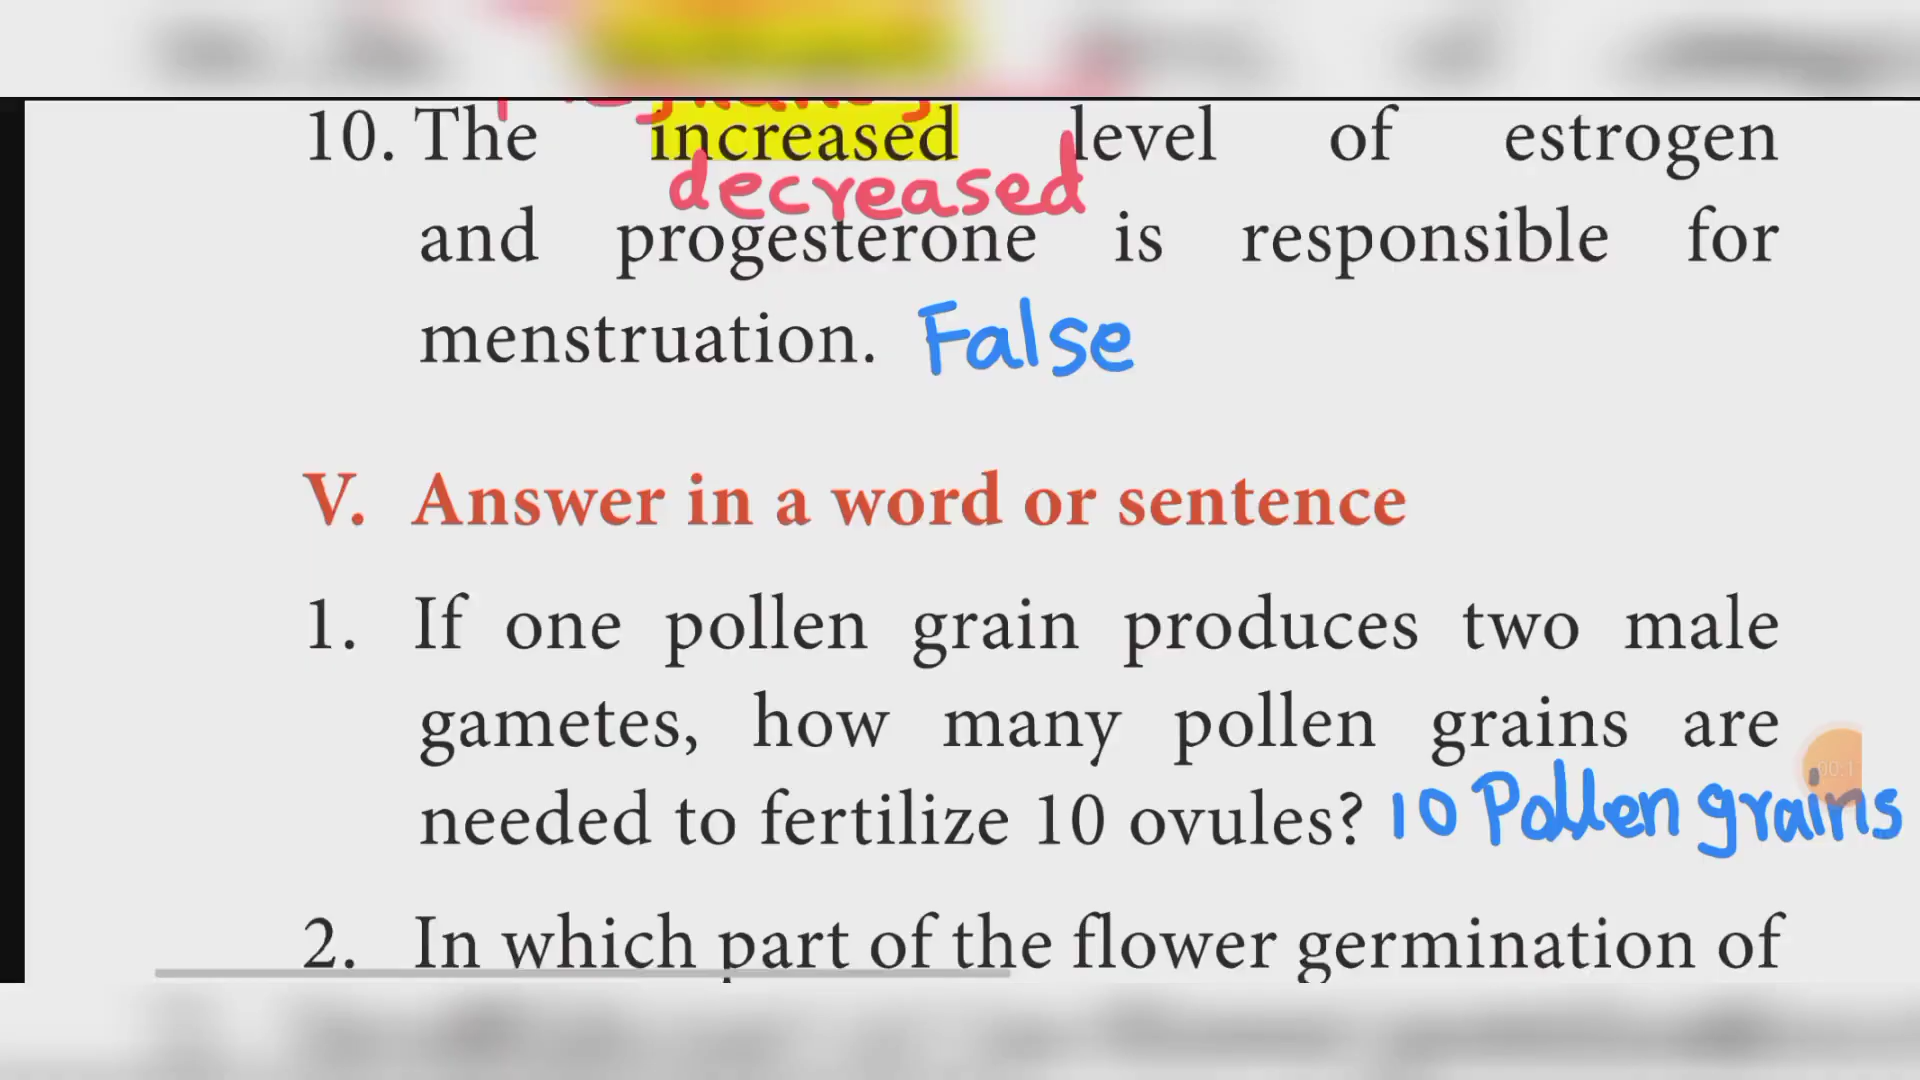 10. The increased level of estrogen
decreased
and progesterone is responsible for
menstruation. False
V. Answer in a word or sentence
1. If one pollen grain produces two male
gametes, how many pollen grains are
needed to fertilize 10 ovules? 10 Pollen grains
2. In which part of the flower germination of